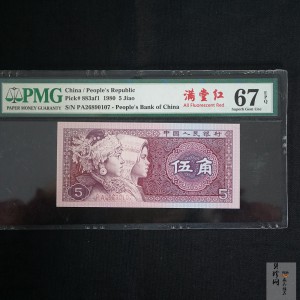 PMG
PAPER MONEY GUARANTY
China / People's Republic
Pick# 883af1 1980 5 Jiao
S/N PA26890107 - People's Bank of China
满堂红
All Fluorescent Red
67 EPQ
Superb Gem Unc
中国人民银行
伍角
5
5